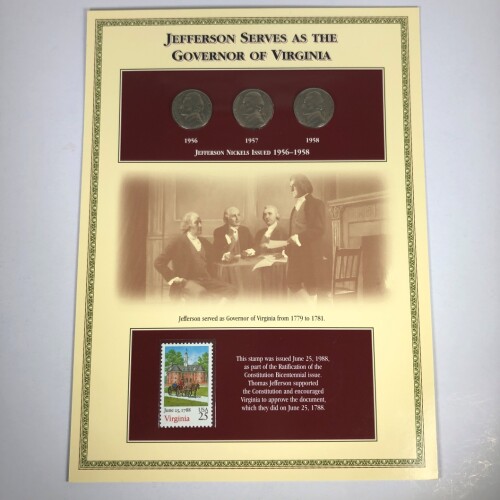 Jefferson Serves as the
Governor of Virginia
1956
1957
1958
Jefferson Nickels Issued 1956–1958
Jefferson served as Governor of Virginia from 1779 to 1781.
June 25, 1788
USA
25
Virginia
This stamp was issued June 25, 1988,
as part of the Ratification of the
Constitution Bicentennial issue.
Thomas Jefferson supported
the Constitution and encouraged
Virginia to approve the document,
which they did on June 25, 1788.